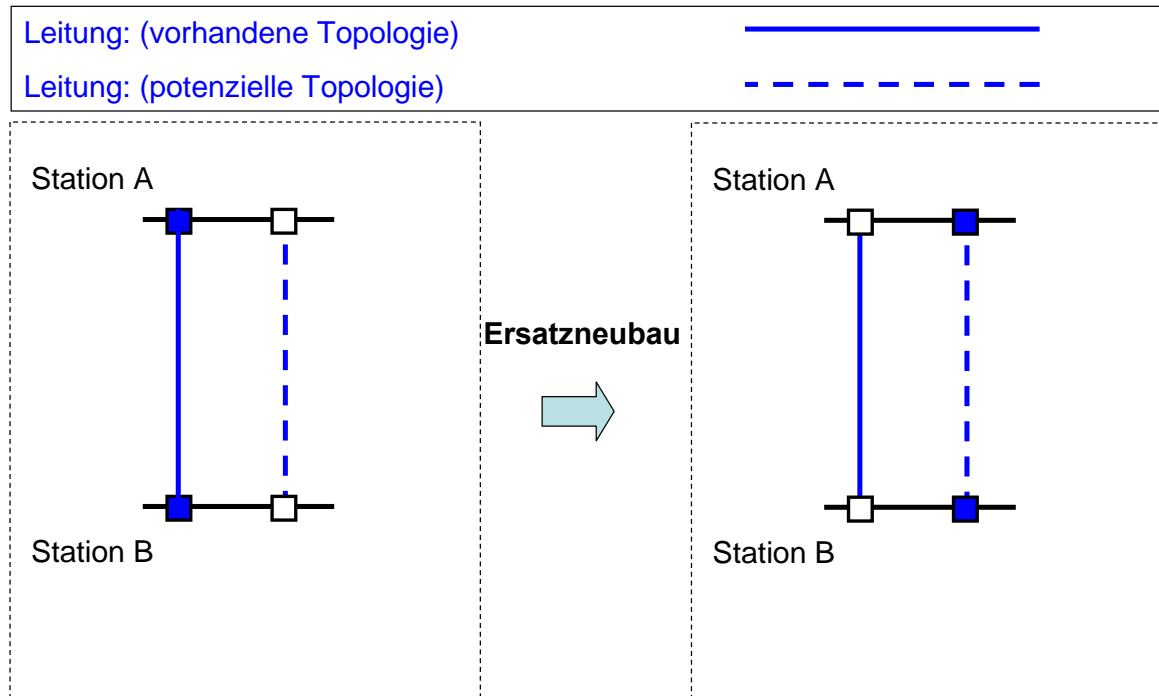 Leitung: (vorhandene Topologie)
Leitung: (potenzielle Topologie)
Station A
Station B
Ersatzneubau
Station A
Station B